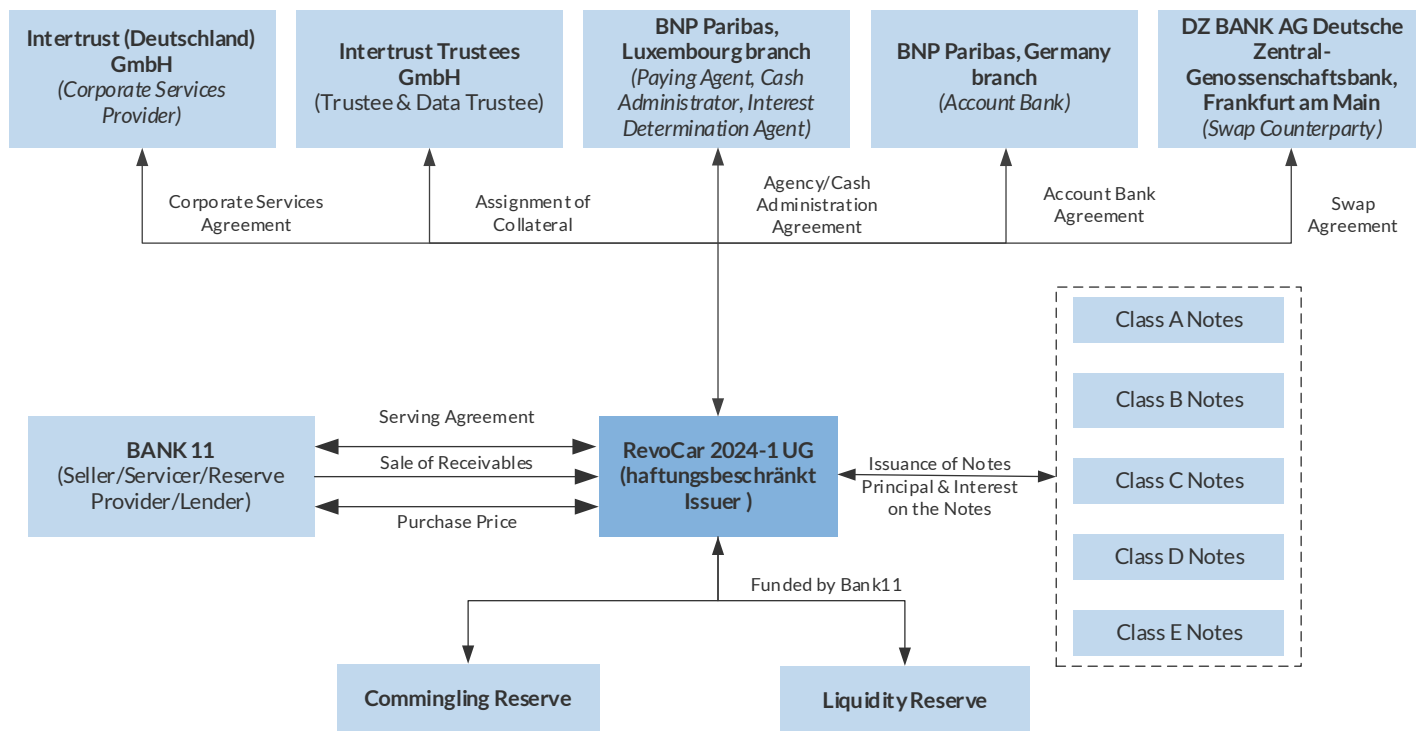 Intertrust (Deutschland)
GmbH
(Corporate Services
Provider)
Intertrust Trustees
GmbH
(Trustee & Data Trustee)
BNP Paribas,
Luxembourg branch
(Paying Agent, Cash
Administrator, Interest
Determination Agent)
BNP Paribas, Germany
branch
(Account Bank)
DZ BANK AG Deutsche
Zentral-
Genossenschaftsbank,
Frankfurt am Main
(Swap Counterparty)
Corporate Services
Agreement
Assignment of
Collateral
Agency/Cash
Administration
Agreement
Account Bank
Agreement
Swap
Agreement
BANK 11
(Seller/Servicer/Reserve
Provider/Lender)
Serving Agreement
Sale of Receivables
Purchase Price
RevoCar 2024-1 UG
(haftungsbeschränkt
Issuer )
Issuance of Notes
Principal & Interest
on the Notes
Class A Notes
Class B Notes
Class C Notes
Class D Notes
Class E Notes
Funded by Bank11
Commingling Reserve
Liquidity Reserve